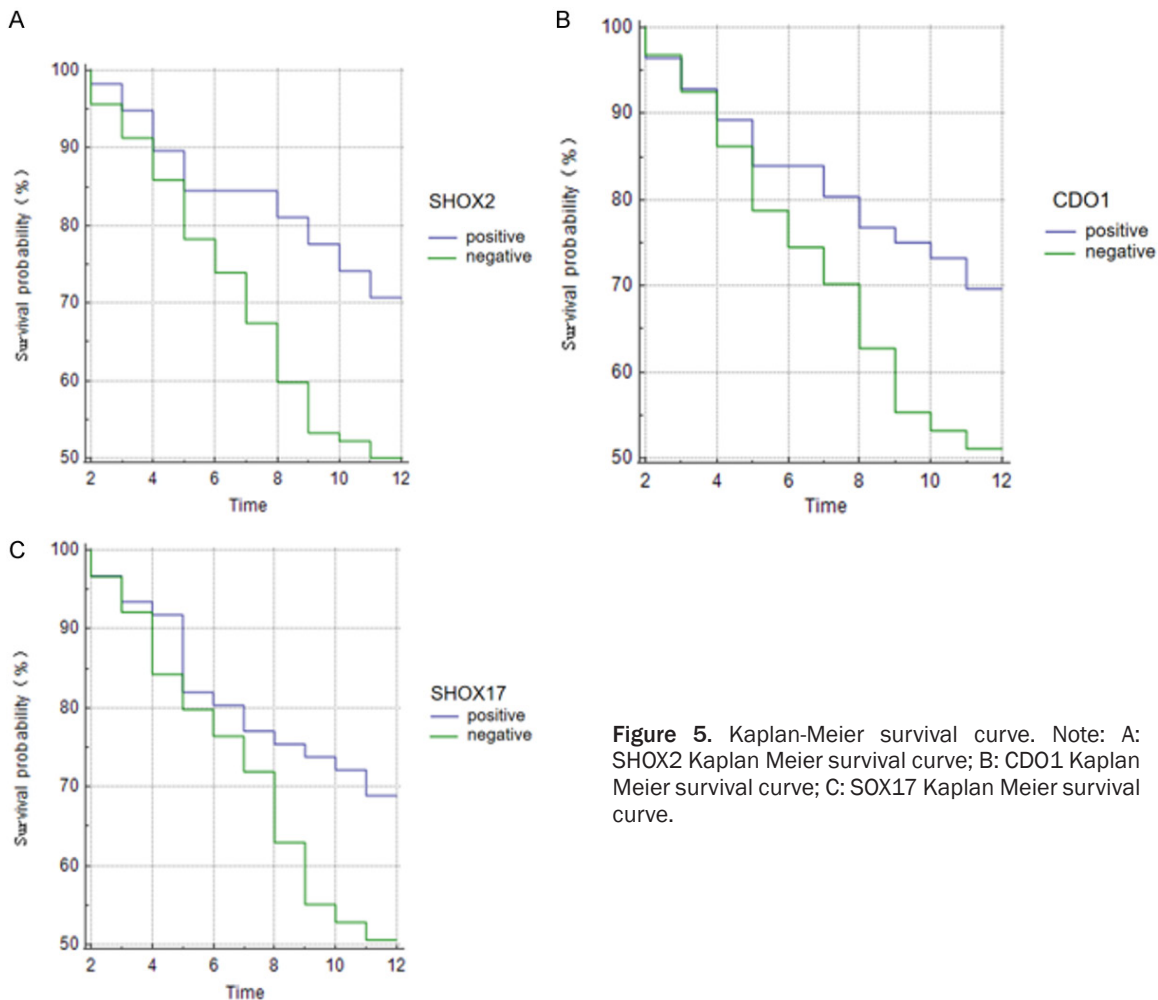 A
100
90
80
70
60
50
Survival probability (%)
2 4 6 8 10 12
Time
SHOX2
positive
negative
B
100
90
80
70
60
50
Survival probability (%)
2 4 6 8 10 12
Time
CDO1
positive
negative
C
100
90
80
70
60
50
Survival probability (%)
2 4 6 8 10 12
Time
SHOX17
positive
negative
Figure 5. Kaplan-Meier survival curve. Note: A:
SHOX2 Kaplan Meier survival curve; B: CDO1 Kaplan
Meier survival curve; C: SOX17 Kaplan Meier survival
curve.